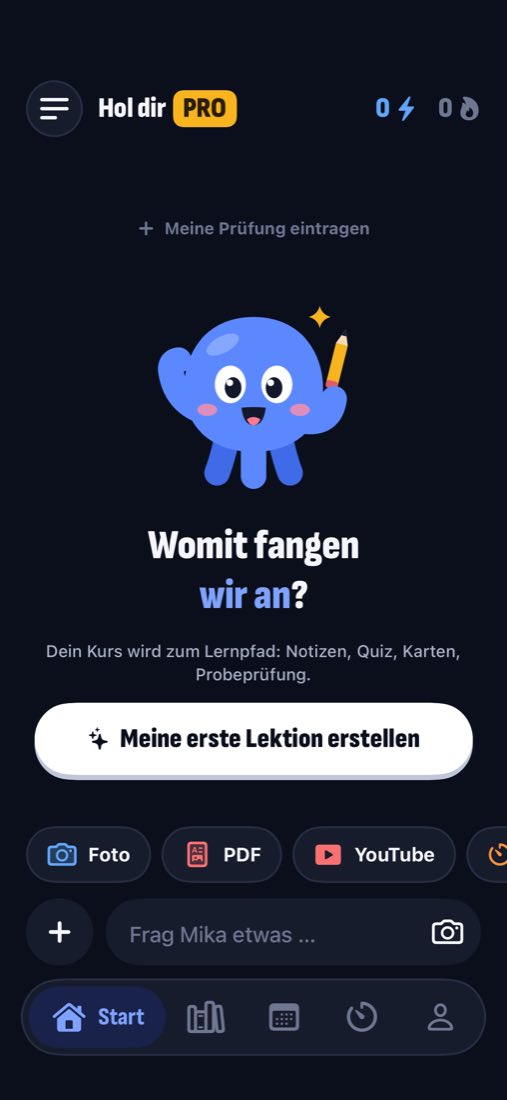 Hol dir PRO
0 0
+ Meine Prüfung eintragen
Womit fangen
wir an?
Dein Kurs wird zum Lernpfad: Notizen, Quiz, Karten,
Probeprüfung.
Meine erste Lektion erstellen
Foto PDF YouTube
Frag Mika etwas ...
Start